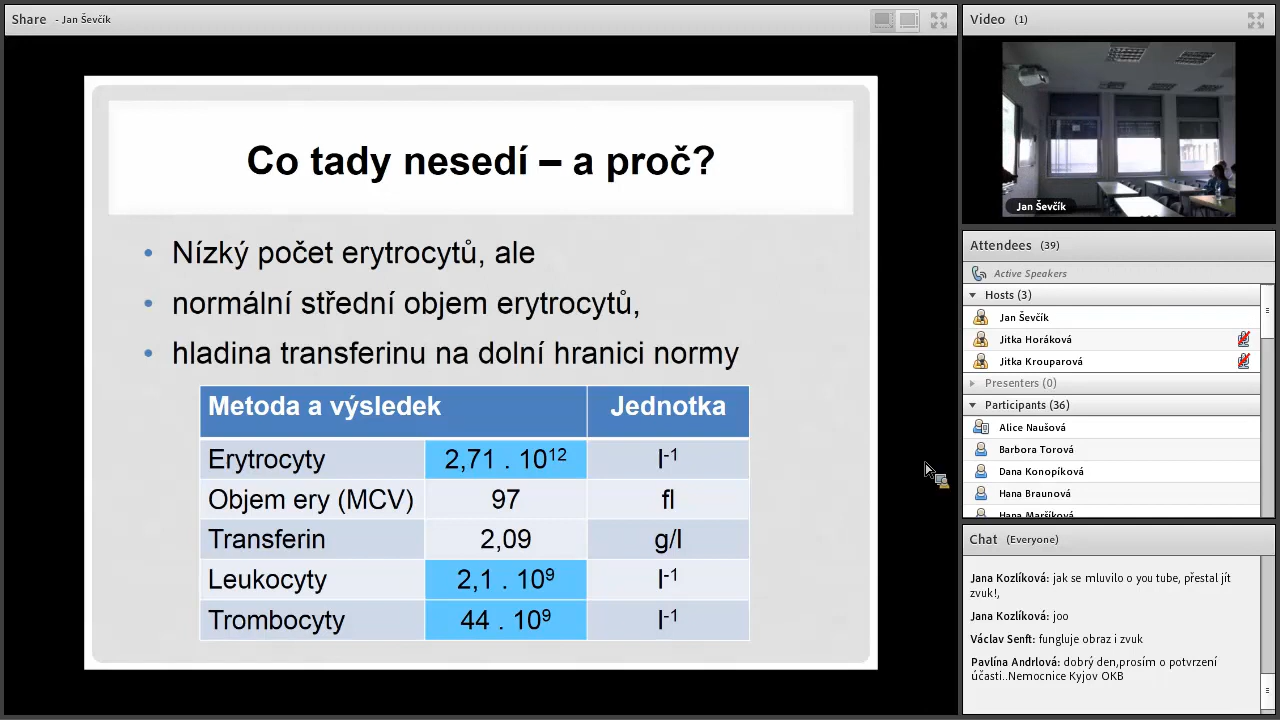 Share - Jan Ševčík
Co tady nesedí – a proč?
• Nízký počet erytrocytů, ale
• normální střední objem erytrocytů,
• hladina transferinu na dolní hranici normy
Metoda a výsledek Jednotka
Erytrocyty 2,71 . 10¹² l⁻¹
Objem ery (MCV) 97 fl
Transferin 2,09 g/l
Leukocyty 2,1 . 10⁹ l⁻¹
Trombocyty 44 . 10⁹ l⁻¹
Video (1)
Jan Ševčík
Attendees (39)
Active Speakers
Hosts (3)
Jan Ševčík
Jitka Horáková
Jitka Krouparová
Presenters (0)
Participants (36)
Alice Naušová
Barbora Torová
Dana Konopíková
Hana Braunová
Hana Maršíková
Chat (Everyone)
Jana Kozlíková: jak se mluvilo o you tube, přestal jít
zvuk!,
Jana Kozlíková: joo
Václav Senft: fungluje obraz i zvuk
Pavlína Andrlová: dobrý den,prosím o potvrzení
účasti..Nemocnice Kyjov OKB